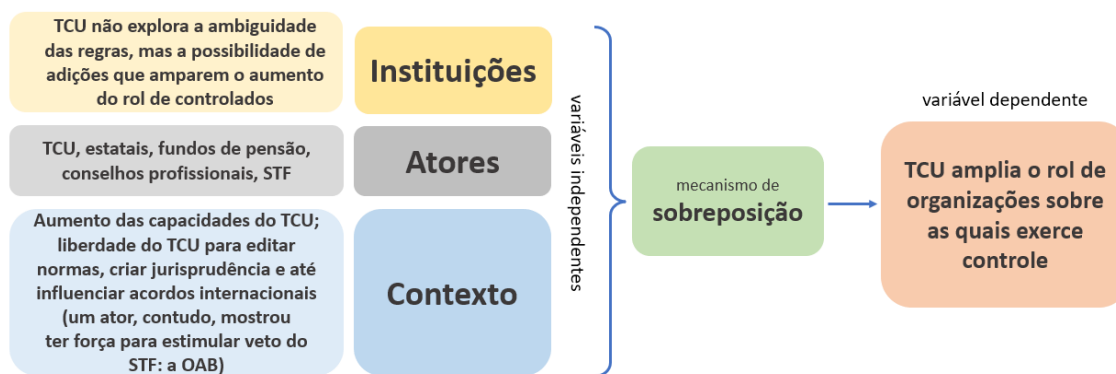 TCU não explora a ambiguidade
das regras, mas a possibilidade de
adições que amparem o aumento
do rol de controlados
Instituições
TCU, estatais, fundos de pensão,
conselhos profissionais, STF
Atores
Aumento das capacidades do TCU;
liberdade do TCU para editar
normas, criar jurisprudência e até
influenciar acordos internacionais
(um ator, contudo, mostrou
ter força para estimular veto do
STF: a OAB)
Contexto
variáveis independentes
mecanismo de
sobreposição
variável dependente
TCU amplia o rol de
organizações sobre
as quais exerce
controle